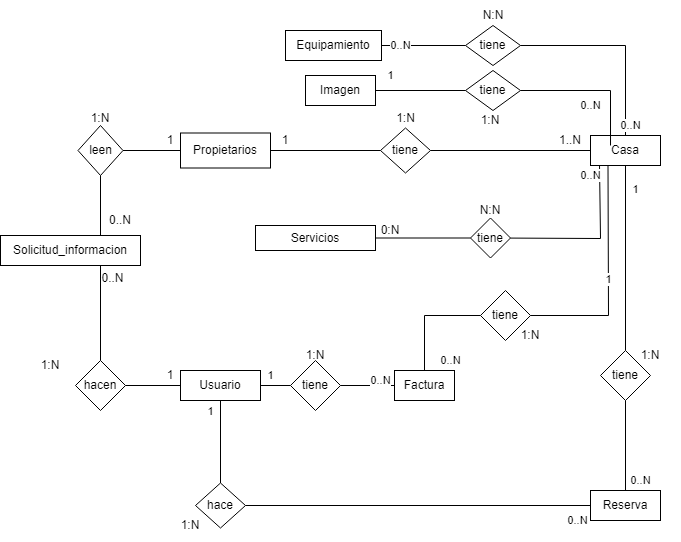 N:N
Equipamiento
0..N
tiene
1
Imagen
tiene
0..N
1:N
1:N
1:N
0..N
leen
1
Propietarios
1
tiene
1..N
Casa
0..N
1
0..N
N:N
Solicitud_informacion
Servicios
0:N
tiene
0..N
1
tiene
1:N
1:N
1:N
1:N
0..N
hacen
1
Usuario
1
tiene
0..N
Factura
tiene
1
0..N
hace
Reserva
1:N
0..N